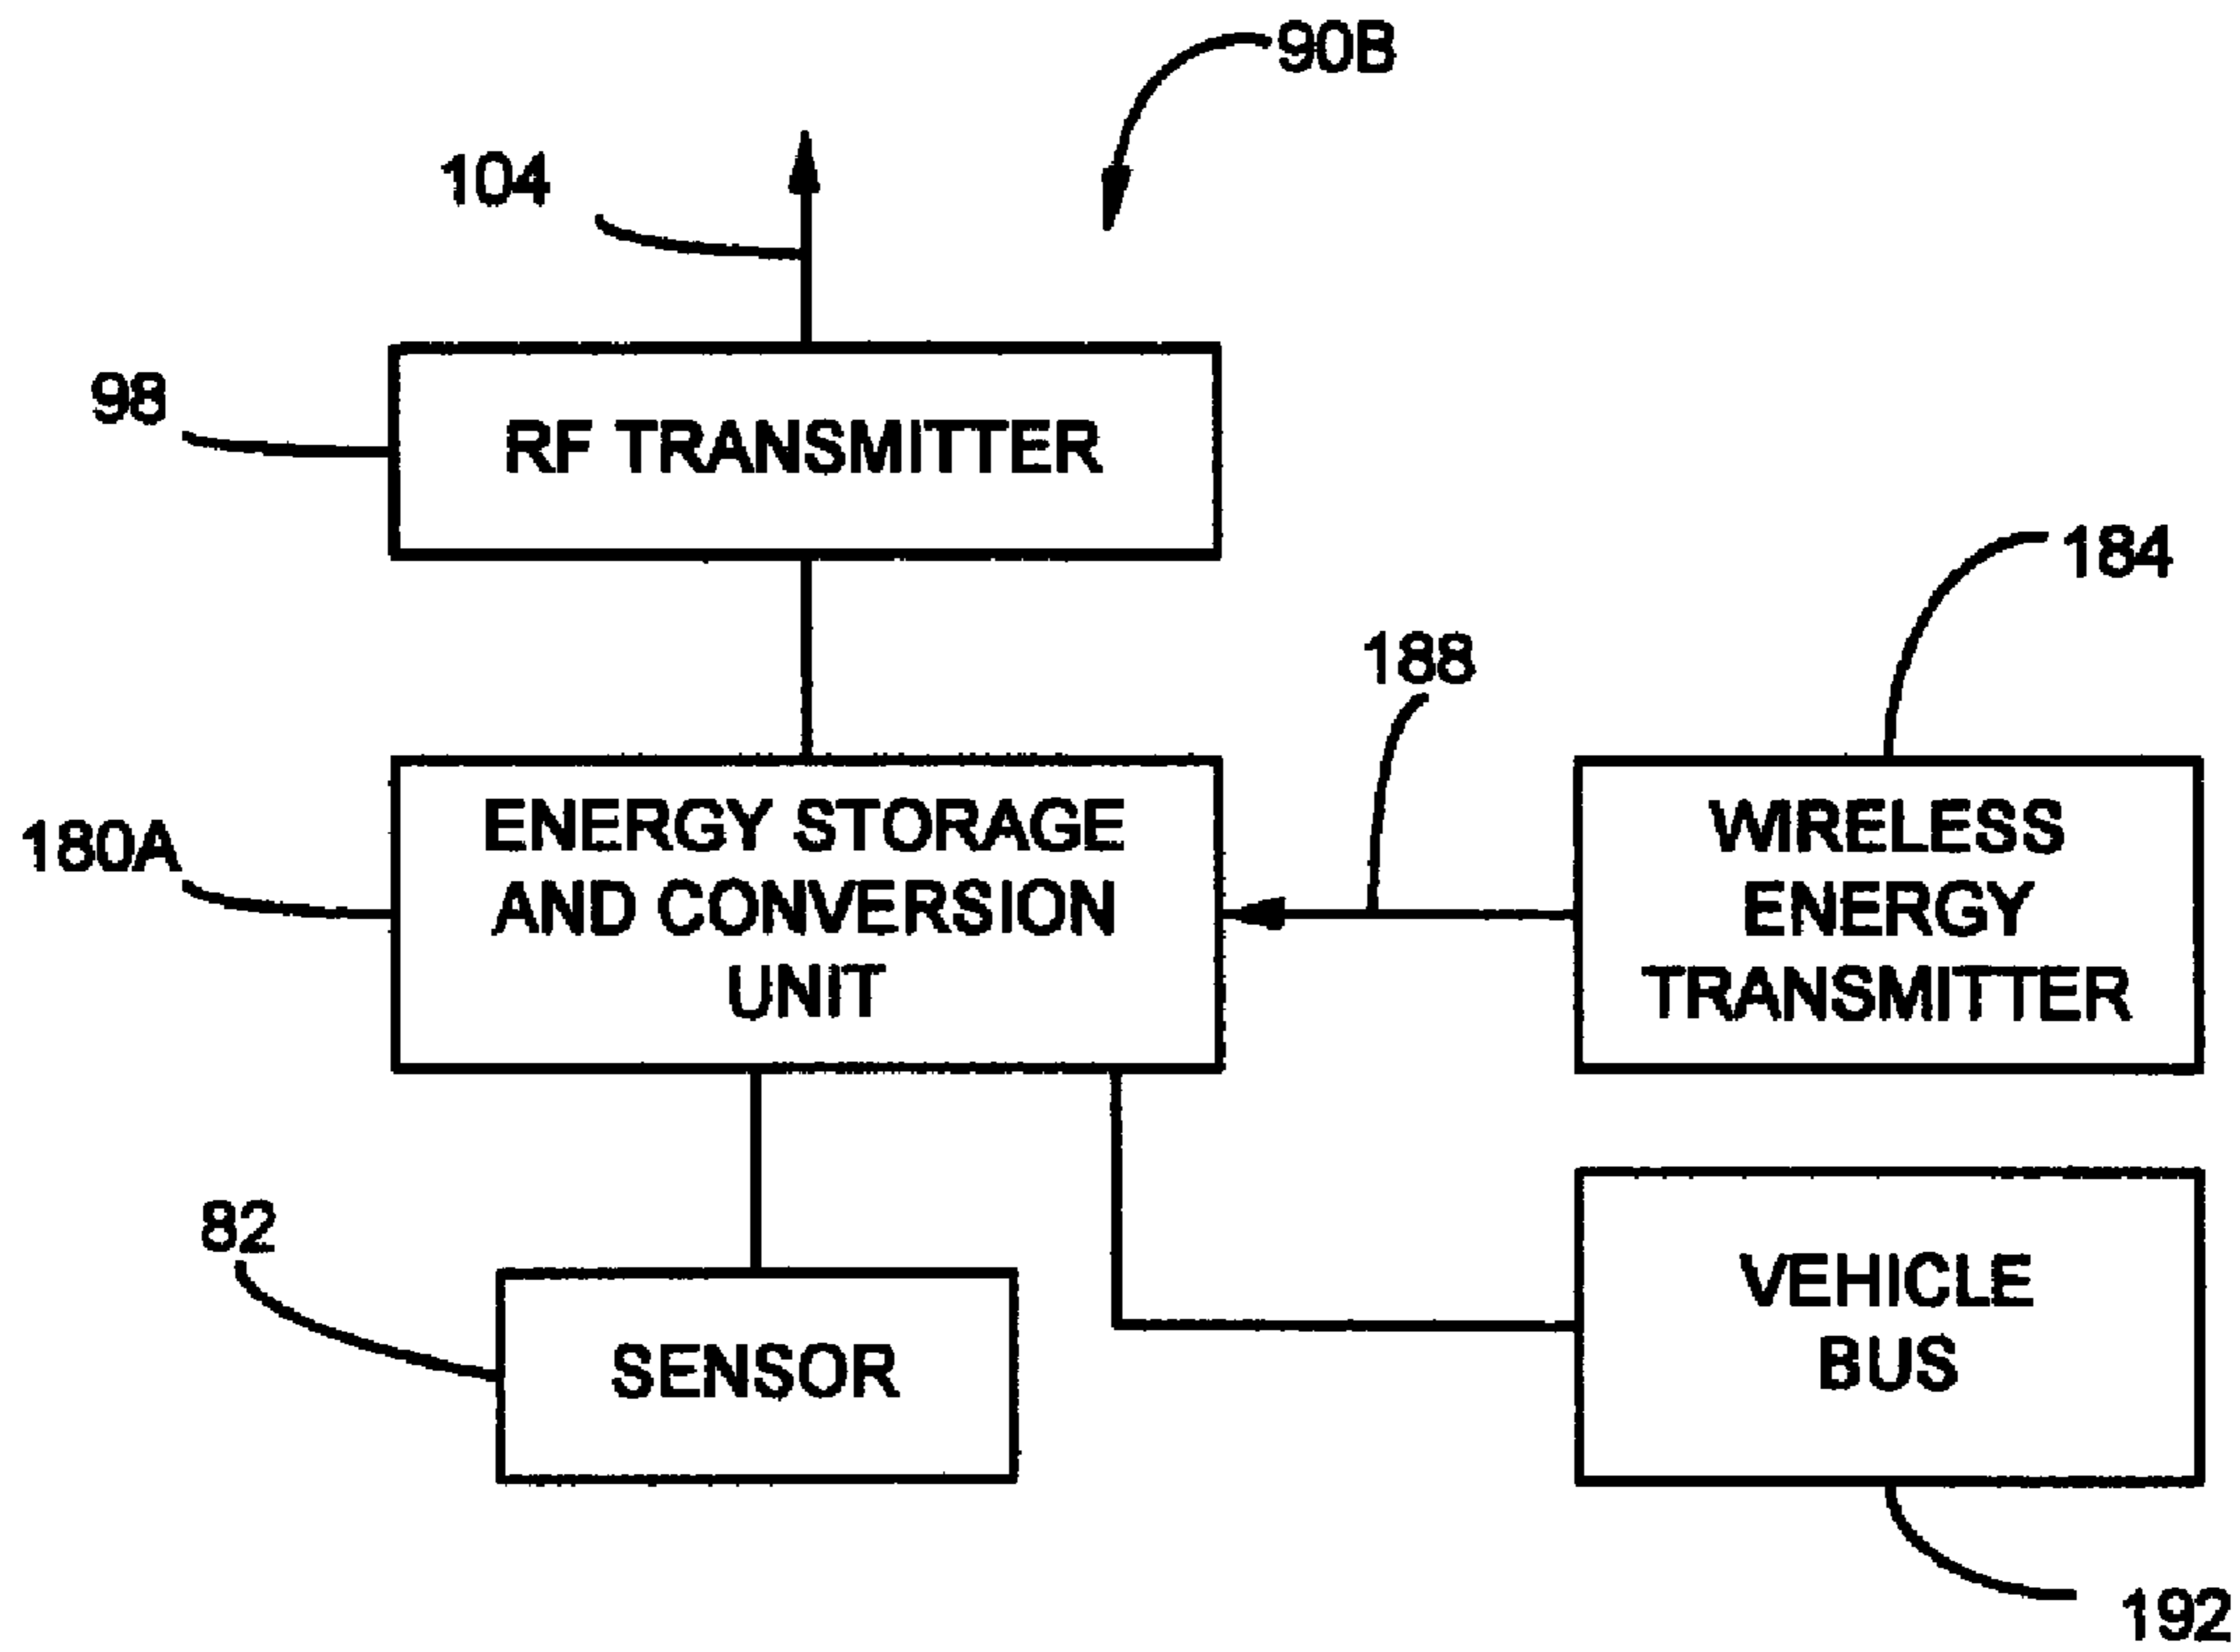 90B
104
98
RF TRANSMITTER
184
188
180A
ENERGY STORAGE
AND CONVERSION
UNIT
WIRELESS
ENERGY
TRANSMITTER
82
SENSOR
VEHICLE
BUS
192